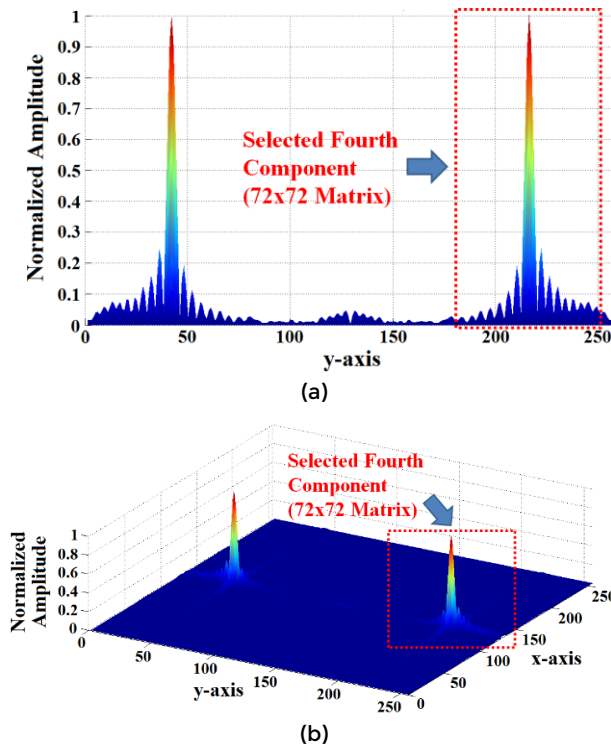 1
0.9
0.8
0.7
0.6
0.5
0.4
0.3
0.2
0.1
0
Normalized Amplitude
Selected Fourth
Component
(72x72 Matrix)
0 50 100 150 200 250
y-axis
(a)
Selected Fourth
Component
(72x72 Matrix)
1
0.8
0.6
0.4
0.2
0
Normalized
Amplitude
0
50
100
150
200
250
y-axis
0
50
100
150
200
250
x-axis
(b)